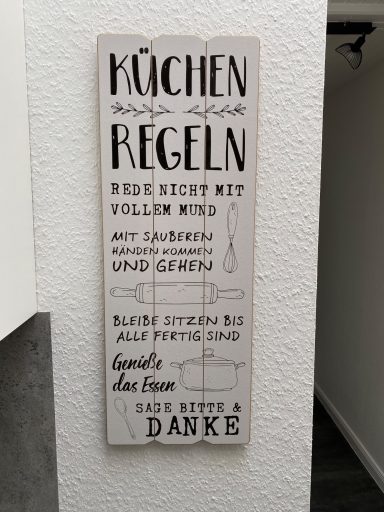 KÜCHEN
REGELN
REDE NICHT MIT
VOLLEM MUND
MIT SAUBEREN
HÄNDEN KOMMEN
UND GEHEN
BLEIBE SITZEN BIS
ALLE FERTIG SIND
Genieße
das Essen
SAGE BITTE &
DANKE